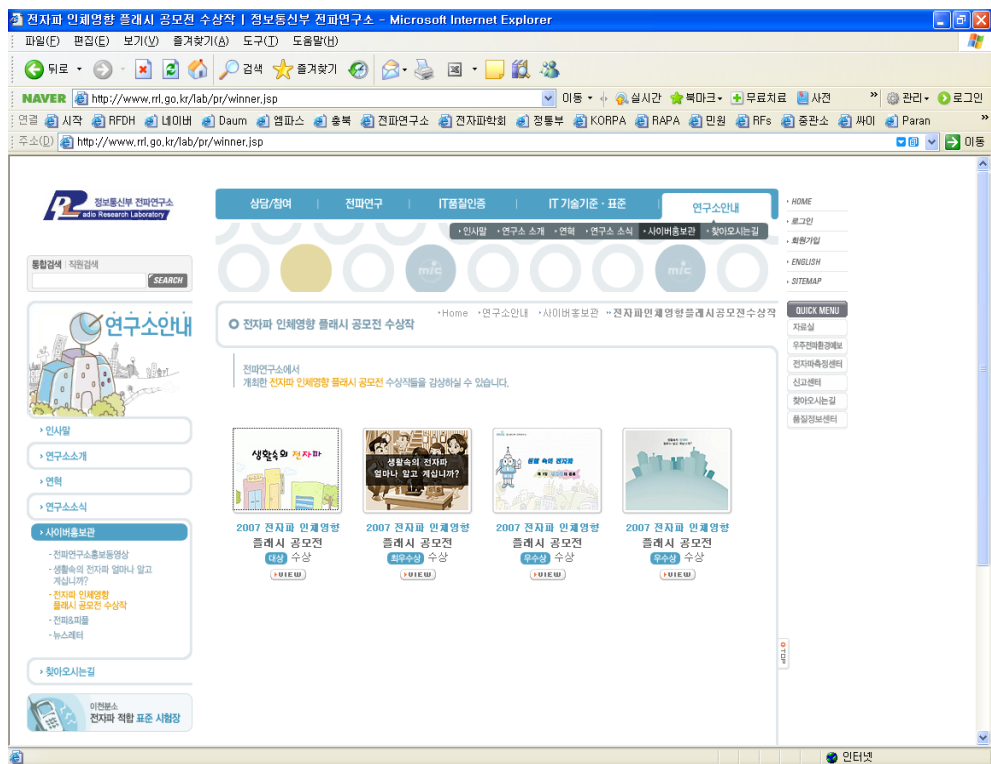 전자파 인체영향 플래시 공모전 수상작 | 정보통신부 전파연구소 - Microsoft Internet Explorer
파일(F) 편집(E) 보기(V) 즐겨찾기(A) 도구(T) 도움말(H)
뒤로 검색 즐겨찾기
NAVER http://www.rrl.go.kr/lab/pr/winner.jsp 이동 실시간 북마크 무료치료 사전 » 관리 로그인
연결 시작 RFDH 네이버 Daum 엠파스 충북 전파연구소 전자파학회 정통부 KORPA RAPA 민원 RFs 중관소 싸이 Paran »
주소(D) http://www.rrl.go.kr/lab/pr/winner.jsp 이동
정보통신부 전파연구소
Radio Research Laboratory
상담/참여 | 전파연구 | IT품질인증 | IT 기술기준 · 표준 | 연구소안내
· 인사말 · 연구소 소개 · 연혁 · 연구소 소식 · 사이버홍보관 · 찾아오시는길
HOME
로그인
회원가입
ENGLISH
SITEMAP
mic mic
통합검색 | 직원검색
SEARCH
연구소안내
전자파 인체영향 플래시 공모전 수상작
Home 연구소안내 사이버홍보관 전자파인체영향플래시공모전수상작
QUICK MENU
자료실
우주전파환경예보
전자파측정센터
신고센터
찾아오시는길
품질정보센터
전파연구소에서
개최한 전자파 인체영향 플래시 공모전 수상작들을 감상하실 수 있습니다.
인사말
연구소소개
연혁
연구소소식
사이버홍보관
- 전파연구소홍보동영상
- 생활속의 전자파 얼마나 알고
계십니까?
- 전자파 인체영향
플래시 공모전 수상작
- 전파&피플
- 뉴스레터
찾아오시는길
이천분소
전자파 적합 표준 시험장
생활속의 전자파
2007 전자파 인체영향
플래시 공모전
대상 수상
VIEW
생활속의 전자파
얼마나 알고 계십니까?
2007 전자파 인체영향
플래시 공모전
최우수상 수상
VIEW
생활 속의 전자파
2007 전자파 인체영향
플래시 공모전
우수상 수상
VIEW
2007 전자파 인체영향
플래시 공모전
우수상 수상
VIEW
TOP
인터넷